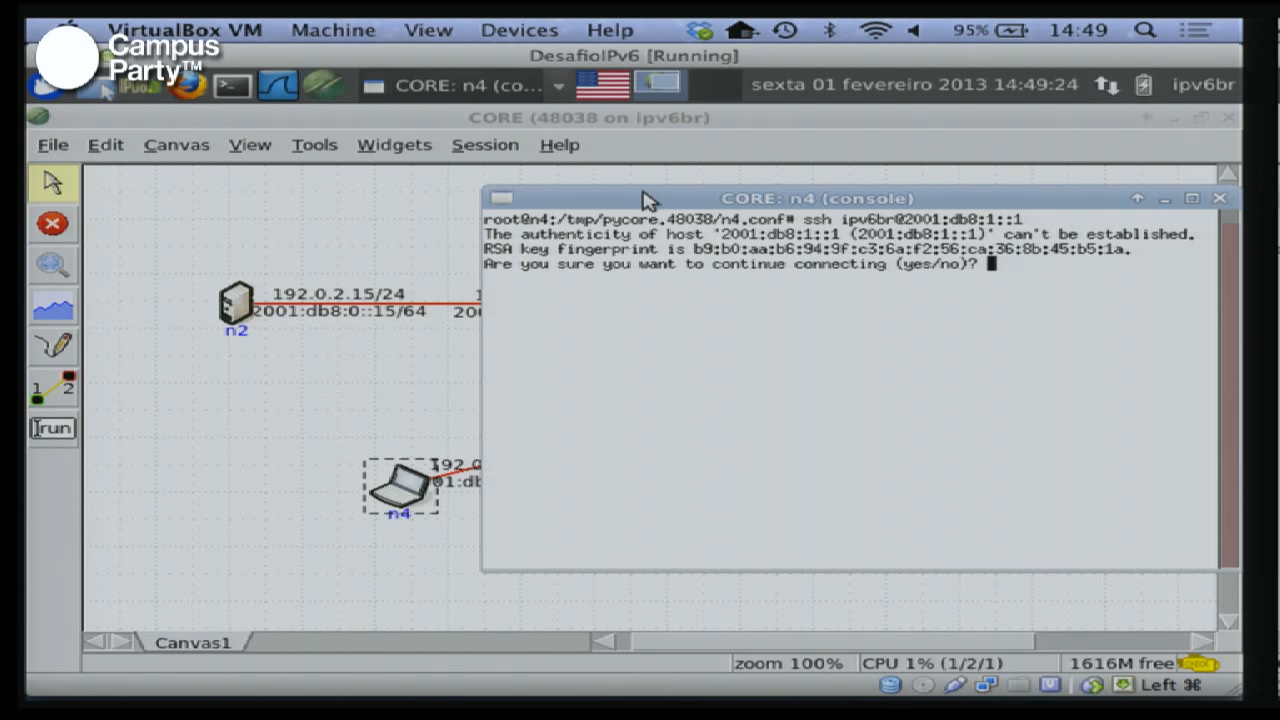 VirtualBox VM Machine View Devices Help 95% 14:49
Campus
Party™
DesafioIPv6 [Running]
CORE: n4 (co... sexta 01 fevereiro 2013 14:49:24 ipv6br
CORE (48038 on ipv6br)
File Edit Canvas View Tools Widgets Session Help
CORE: n4 (console)
root@n4:/tmp/pycore.48038/n4.conf# ssh ipv6br@2001:db8:1::1
The authenticity of host '2001:db8:1::1 (2001:db8:1::1)' can't be established.
RSA key fingerprint is b9:b0:aa:b6:94:9f:c3:6a:f2:56:ca:36:8b:45:b5:1a.
Are you sure you want to continue connecting (yes/no)?
192.0.2.15/24
2001:db8:0::15/64
n2
1 2
run
192.0
01:db
n4
Canvas1
zoom 100% CPU 1% (1/2/1) 1616M free
Left ⌘